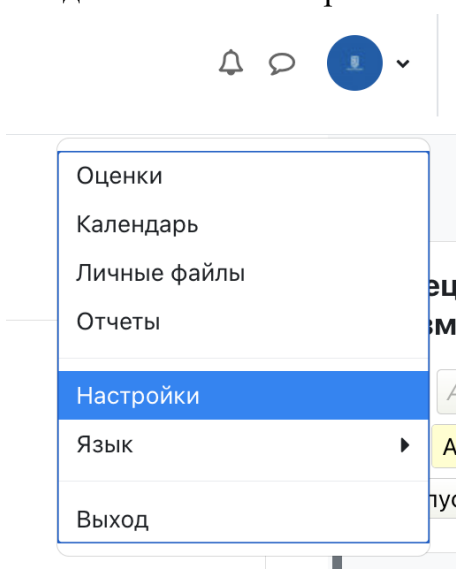 Оценки
Календарь
Личные файлы
Отчеты
Настройки
Язык
Выход